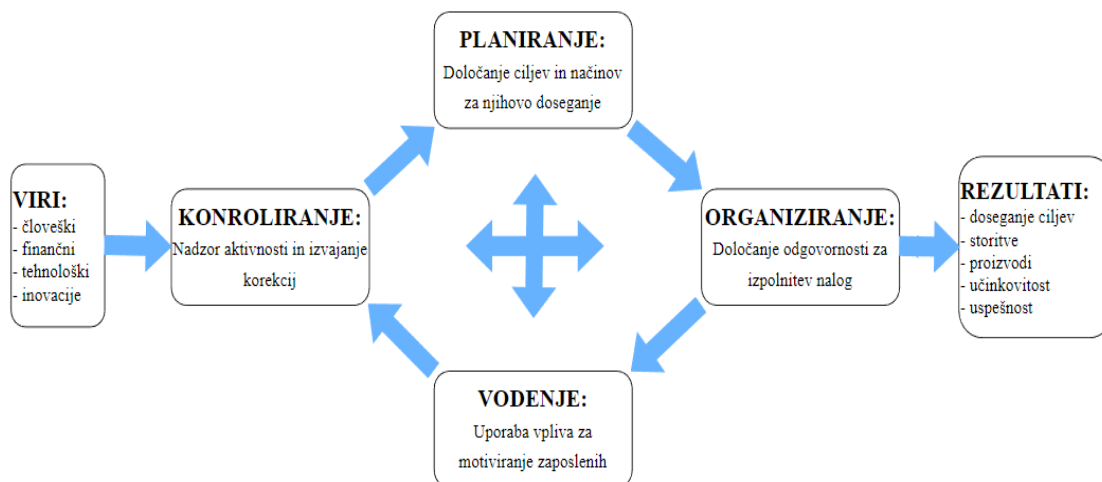 PLANIRANJE:
Določanje ciljev in načinov
za njihovo doseganje
VIRI:
- človeški
- finančni
- tehnološki
- inovacije
KONROLIRANJE:
Nadzor aktivnosti in izvajanje
korekcij
ORGANIZIRANJE:
Določanje odgovornosti za
izpolnitev nalog
REZULTATI:
- doseganje ciljev
- storitve
- proizvodi
- učinkovitost
- uspešnost
VODENJE:
Uporaba vpliva za
motiviranje zaposlenih